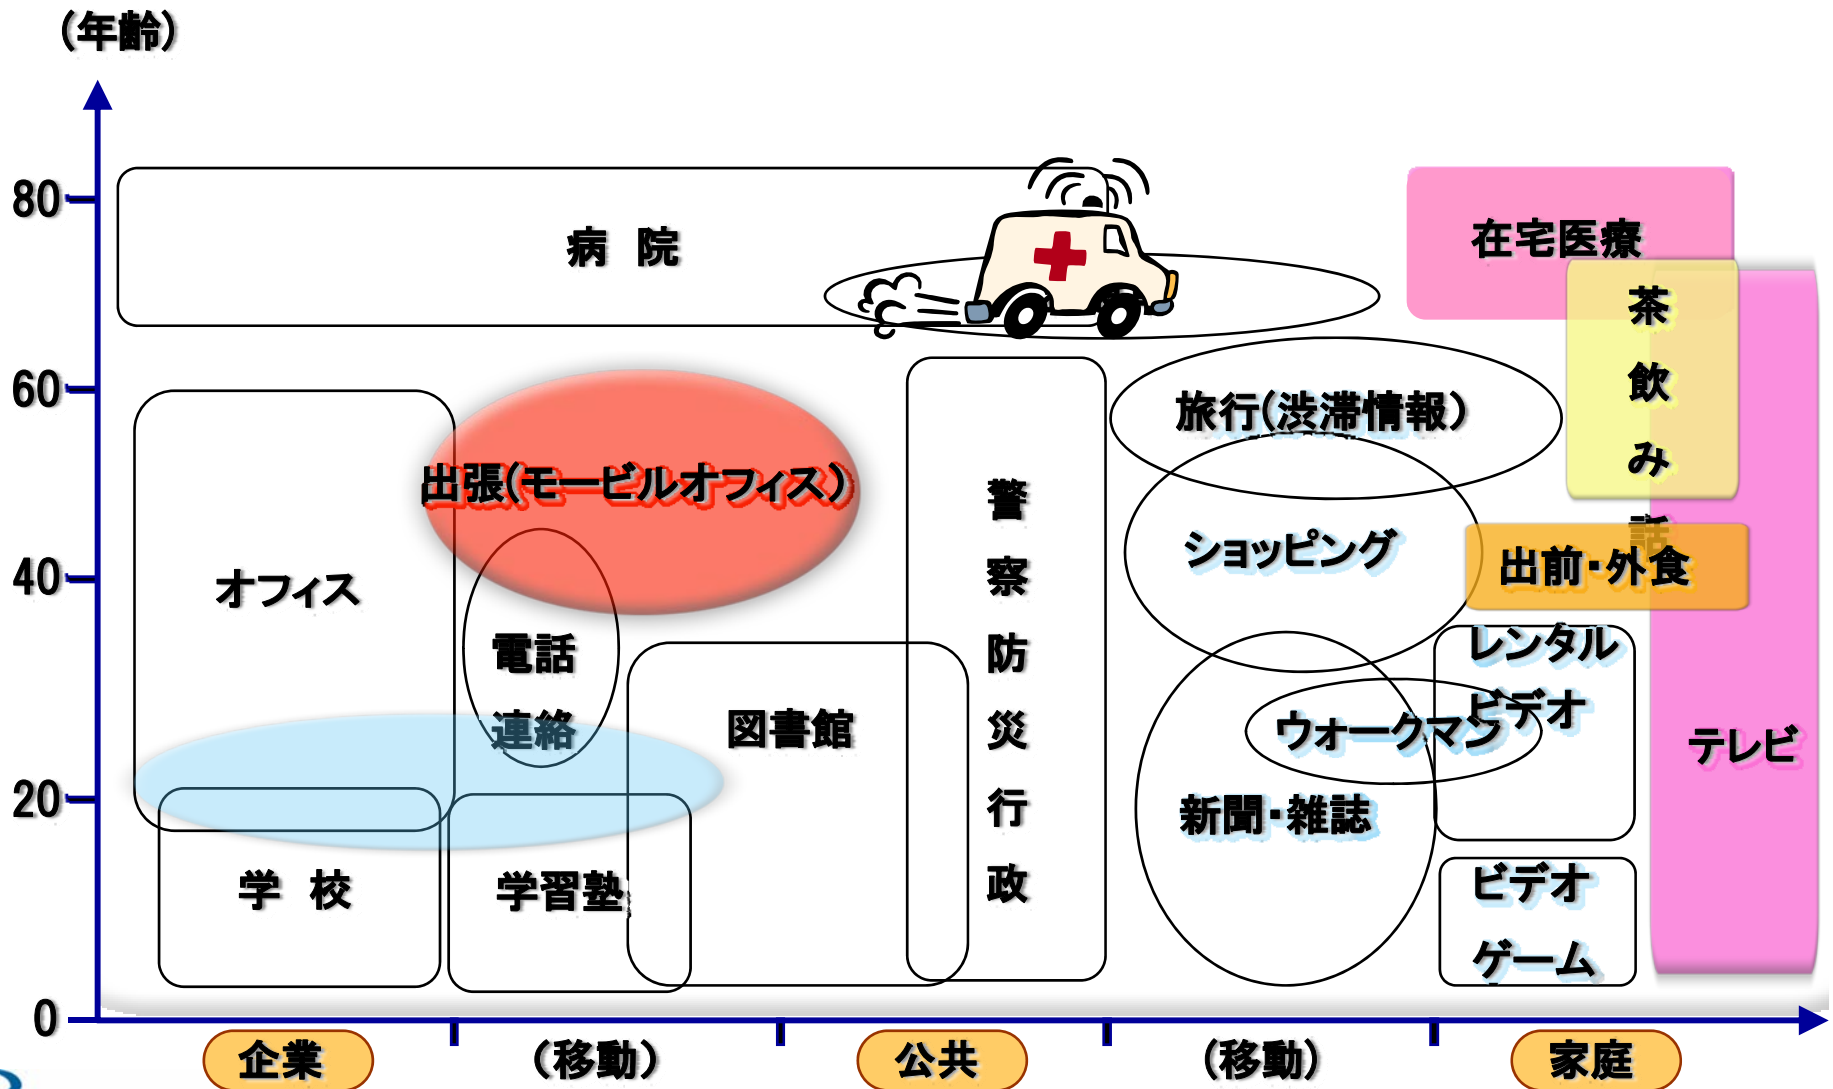 （年齢）
80
60
40
20
0
病　院
在宅医療
茶飲み話
旅行(渋滞情報）
出張(モービルオフィス）
警察防災行政
ショッピング
出前・外食
オフィス
電話
連絡
図書館
レンタル
ビデオ
ウォークマン
テレビ
新聞・雑誌
学　校
学習塾
ビデオ
ゲーム
企業
（移動）
公共
（移動）
家庭